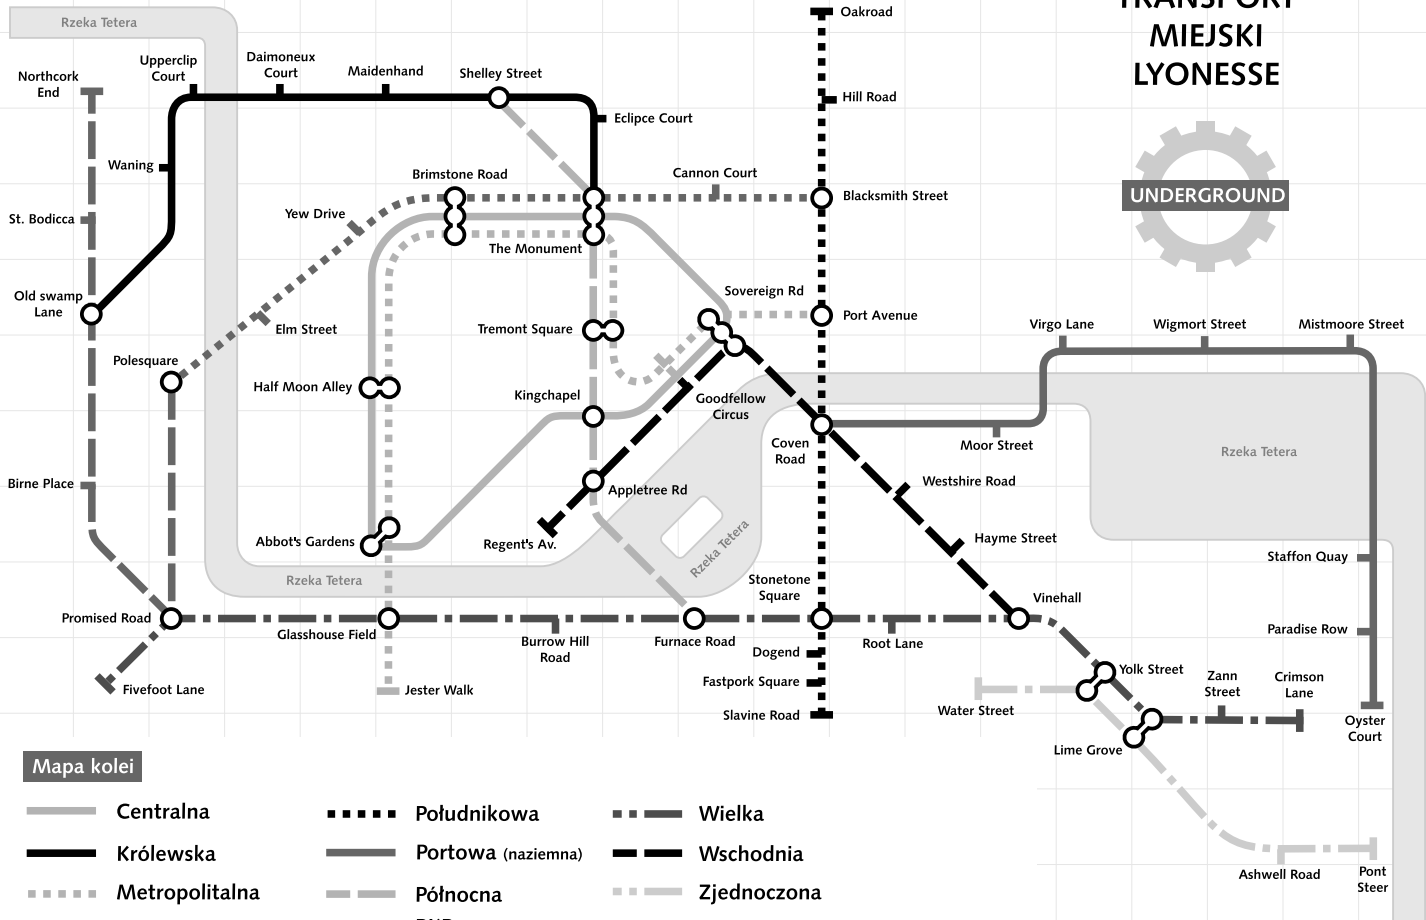 TRANSPORT
MIEJSKI
LYONESSE
UNDERGROUND
Rzeka Tetera
Northcork
End
Upperclip
Court
Daimoneux
Court
Maidenhand
Shelley Street
Eclipce Court
Oakroad
Hill Road
Waning
St. Bodicca
Old swamp
Lane
Brimstone Road
Cannon Court
Blacksmith Street
Yew Drive
The Monument
Elm Street
Polesquare
Tremont Square
Sovereign Rd
Port Avenue
Virgo Lane
Wigmort Street
Mistmoore Street
Half Moon Alley
Kingchapel
Goodfellow
Circus
Coven
Road
Moor Street
Rzeka Tetera
Birne Place
Appletree Rd
Westshire Road
Abbot's Gardens
Regent's Av.
Rzeka Tetera
Hayme Street
Staffon Quay
Rzeka Tetera
Stonetone
Square
Vinehall
Promised Road
Glasshouse Field
Burrow Hill
Road
Furnace Road
Root Lane
Paradise Row
Dogend
Fastpork Square
Slavine Road
Fivefoot Lane
Jester Walk
Yolk Street
Water Street
Zann
Street
Crimson
Lane
Lime Grove
Oyster
Court
Ashwell Road
Pont
Steer
Mapa kolei
Centralna
Królewska
Metropolitalna
Południkowa
Portowa (naziemna)
Północna
Wielka
Wschodnia
Zjednoczona